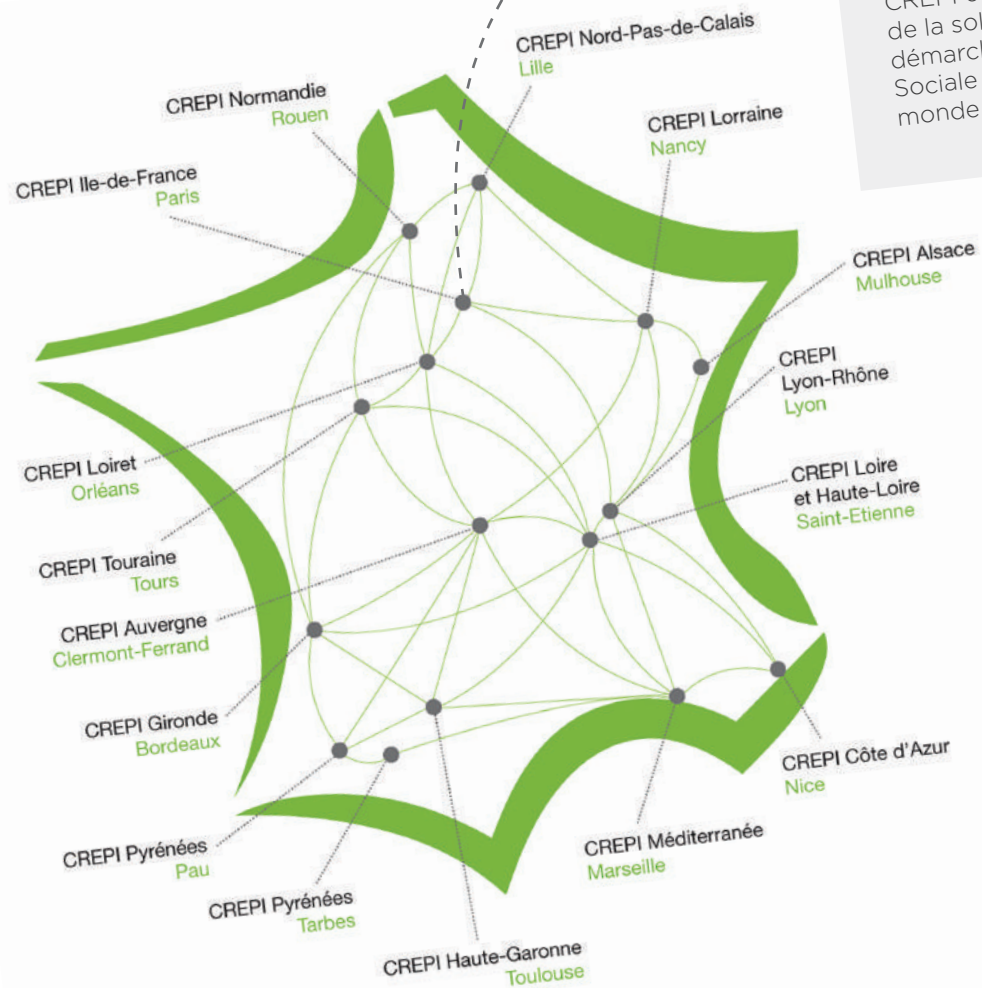 CREPI
de la
démarch
Sociale
monde
CREPI Nord-Pas-de-Calais
Lille
CREPI Normandie
Rouen
CREPI Lorraine
Nancy
CREPI Ile-de-France
Paris
CREPI Alsace
Mulhouse
CREPI
Lyon-Rhône
Lyon
CREPI Loiret
Orléans
CREPI Loire
et Haute-Loire
Saint-Etienne
CREPI Touraine
Tours
CREPI Auvergne
Clermont-Ferrand
CREPI Gironde
Bordeaux
CREPI Côte d'Azur
Nice
CREPI Pyrénées
Pau
CREPI Méditerranée
Marseille
CREPI Pyrénées
Tarbes
CREPI Haute-Garonne
Toulouse